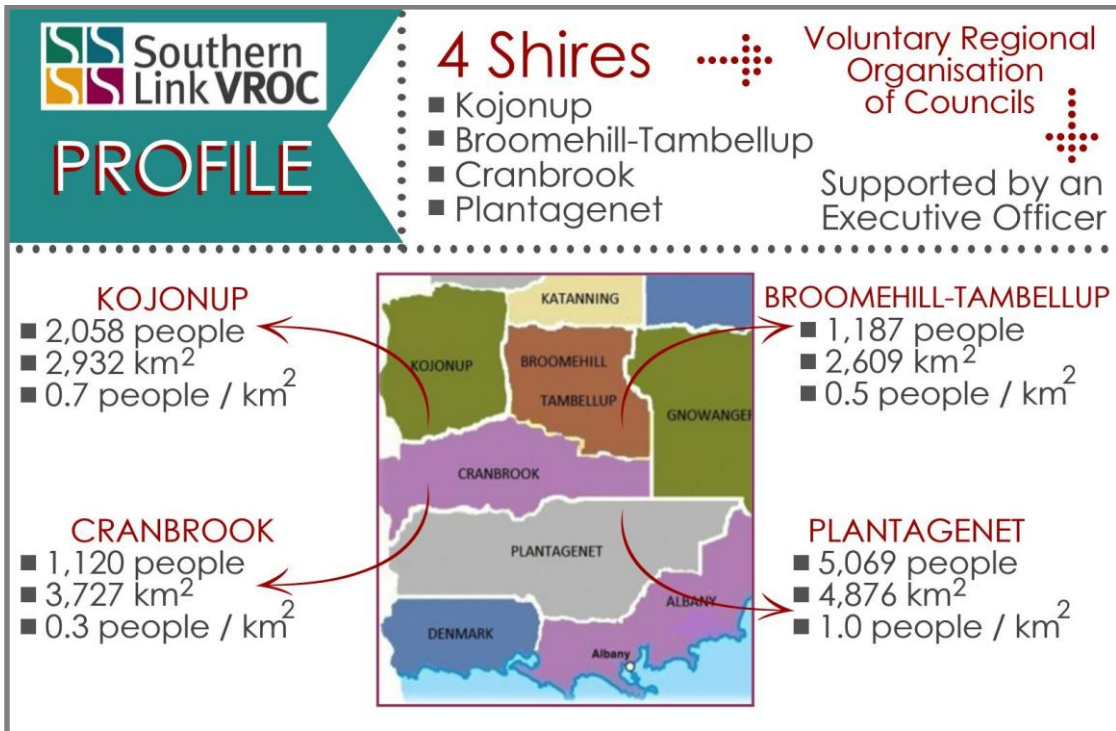 Southern
Link VROC
PROFILE
4 Shires
■ Kojonup
■ Broomehill-Tambellup
■ Cranbrook
■ Plantagenet
Voluntary Regional
Organisation
of Councils
Supported by an
Executive Officer
KOJONUP
■ 2,058 people
■ 2,932 km²
■ 0.7 people / km²
BROOMEHILL-TAMBELLUP
■ 1,187 people
■ 2,609 km²
■ 0.5 people / km²
KATANNING
KOJONUP
BROOMEHILL
TAMBELLUP
GNOWANGER
CRANBROOK
PLANTAGENET
ALBANY
DENMARK
Albany
CRANBROOK
■ 1,120 people
■ 3,727 km²
■ 0.3 people / km²
PLANTAGENET
■ 5,069 people
■ 4,876 km²
■ 1.0 people / km²